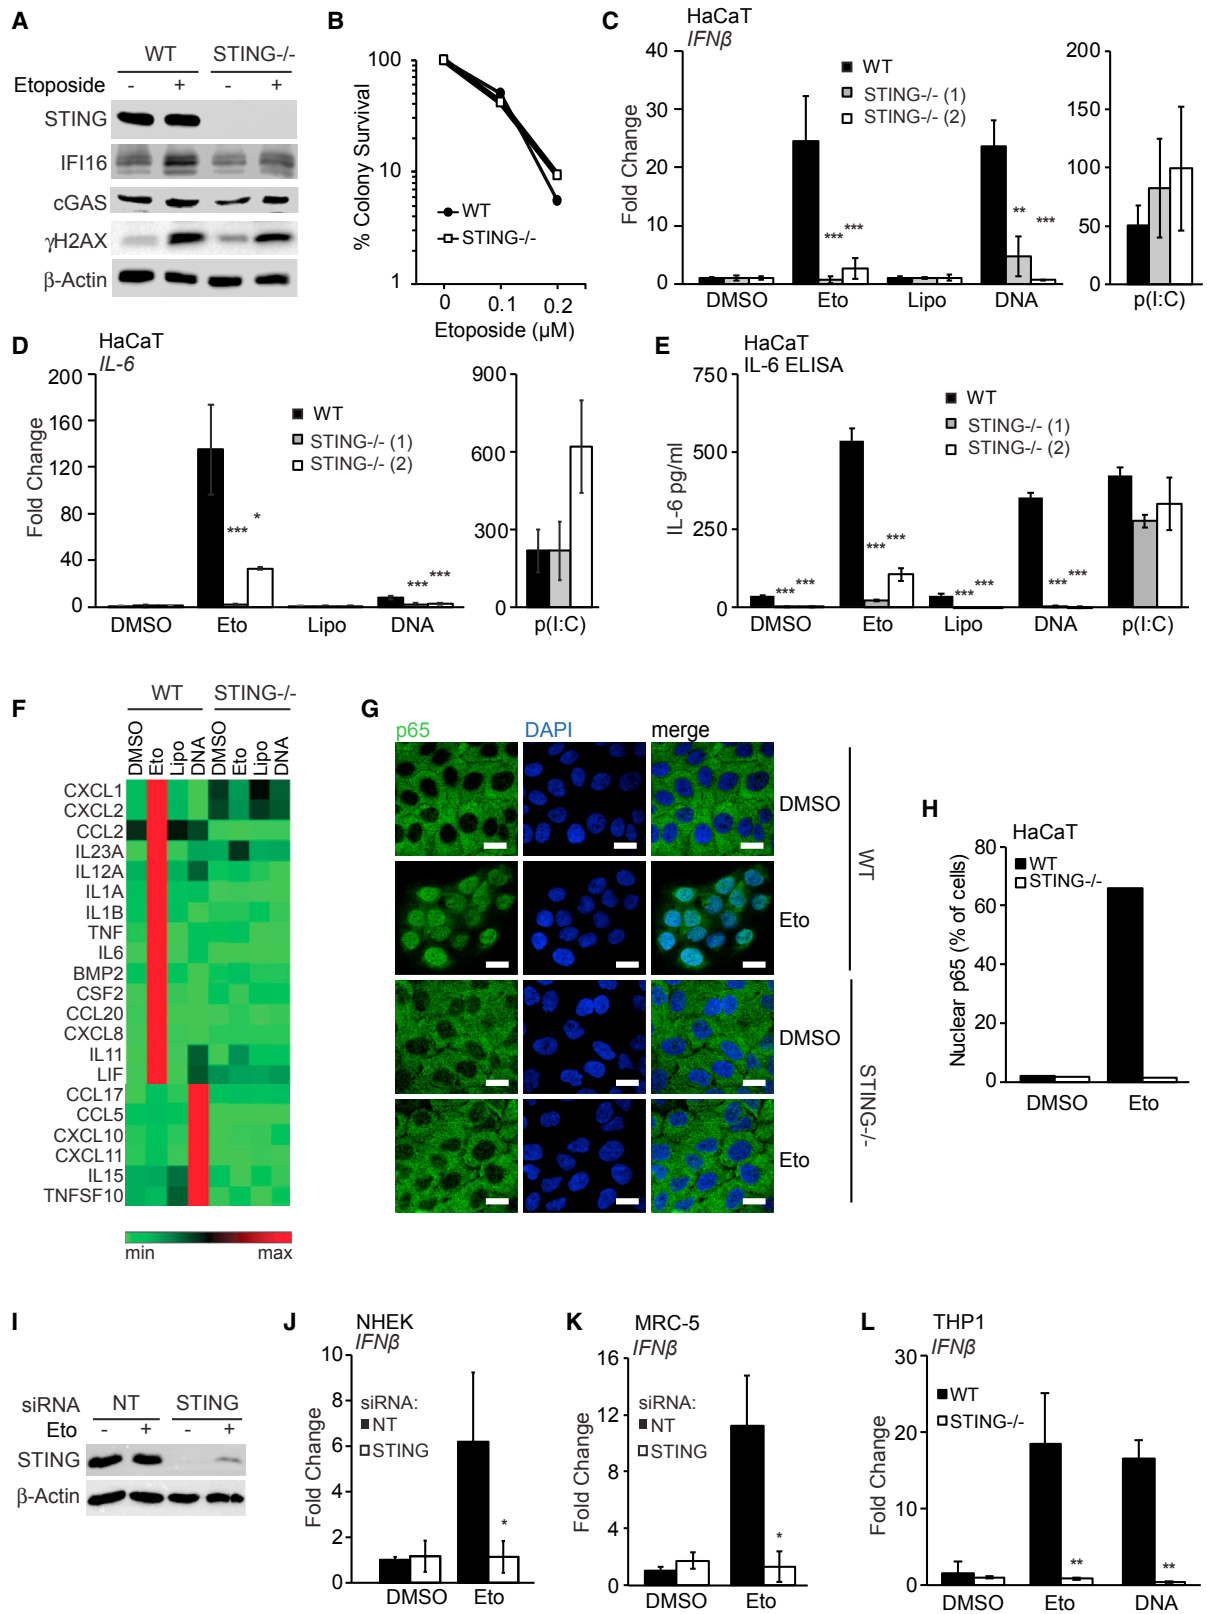 A
WT STING-/-
Etoposide - + - +
STING
IFI16
cGAS
γH2AX
β-Actin
B
% Colony Survival
100
10
1
WT
STING-/-
0 0.1 0.2
Etoposide (μM)
C
HaCaT
IFNβ
Fold Change
40
30
20
10
0
WT
STING-/- (1)
STING-/- (2)
*** ***
** ***
DMSO Eto Lipo DNA
200
150
100
50
0
p(I:C)
D
HaCaT
IL-6
Fold Change
200
160
120
80
40
0
WT
STING-/- (1)
STING-/- (2)
*** *
*** ***
DMSO Eto Lipo DNA
900
600
300
0
p(I:C)
E
HaCaT
IL-6 ELISA
IL-6 pg/ml
750
500
250
0
WT
STING-/- (1)
STING-/- (2)
*** ***
*** ***
*** ***
*** ***
DMSO Eto Lipo DNA p(I:C)
F
WT STING-/-
DMSO Eto Lipo DNA DMSO Eto Lipo DNA
CXCL1
CXCL2
CCL2
IL23A
IL12A
IL1A
IL1B
TNF
IL6
BMP2
CSF2
CCL20
CXCL8
IL11
LIF
CCL17
CCL5
CXCL10
CXCL11
IL15
TNFSF10
min max
G
p65 DAPI merge
DMSO
Eto
WT
DMSO
Eto
STING-/-
H
HaCaT
Nuclear p65 (% of cells)
80
60
40
20
0
WT
STING-/-
DMSO Eto
I
siRNA NT STING
Eto - + - +
STING
β-Actin
J
NHEK
IFNβ
Fold Change
10
8
6
4
2
0
siRNA:
NT
STING
*
DMSO Eto
K
MRC-5
IFNβ
Fold Change
16
12
8
4
0
siRNA:
NT
STING
*
DMSO Eto
L
THP1
IFNβ
Fold Change
30
20
10
0
WT
STING-/-
** **
DMSO Eto DNA